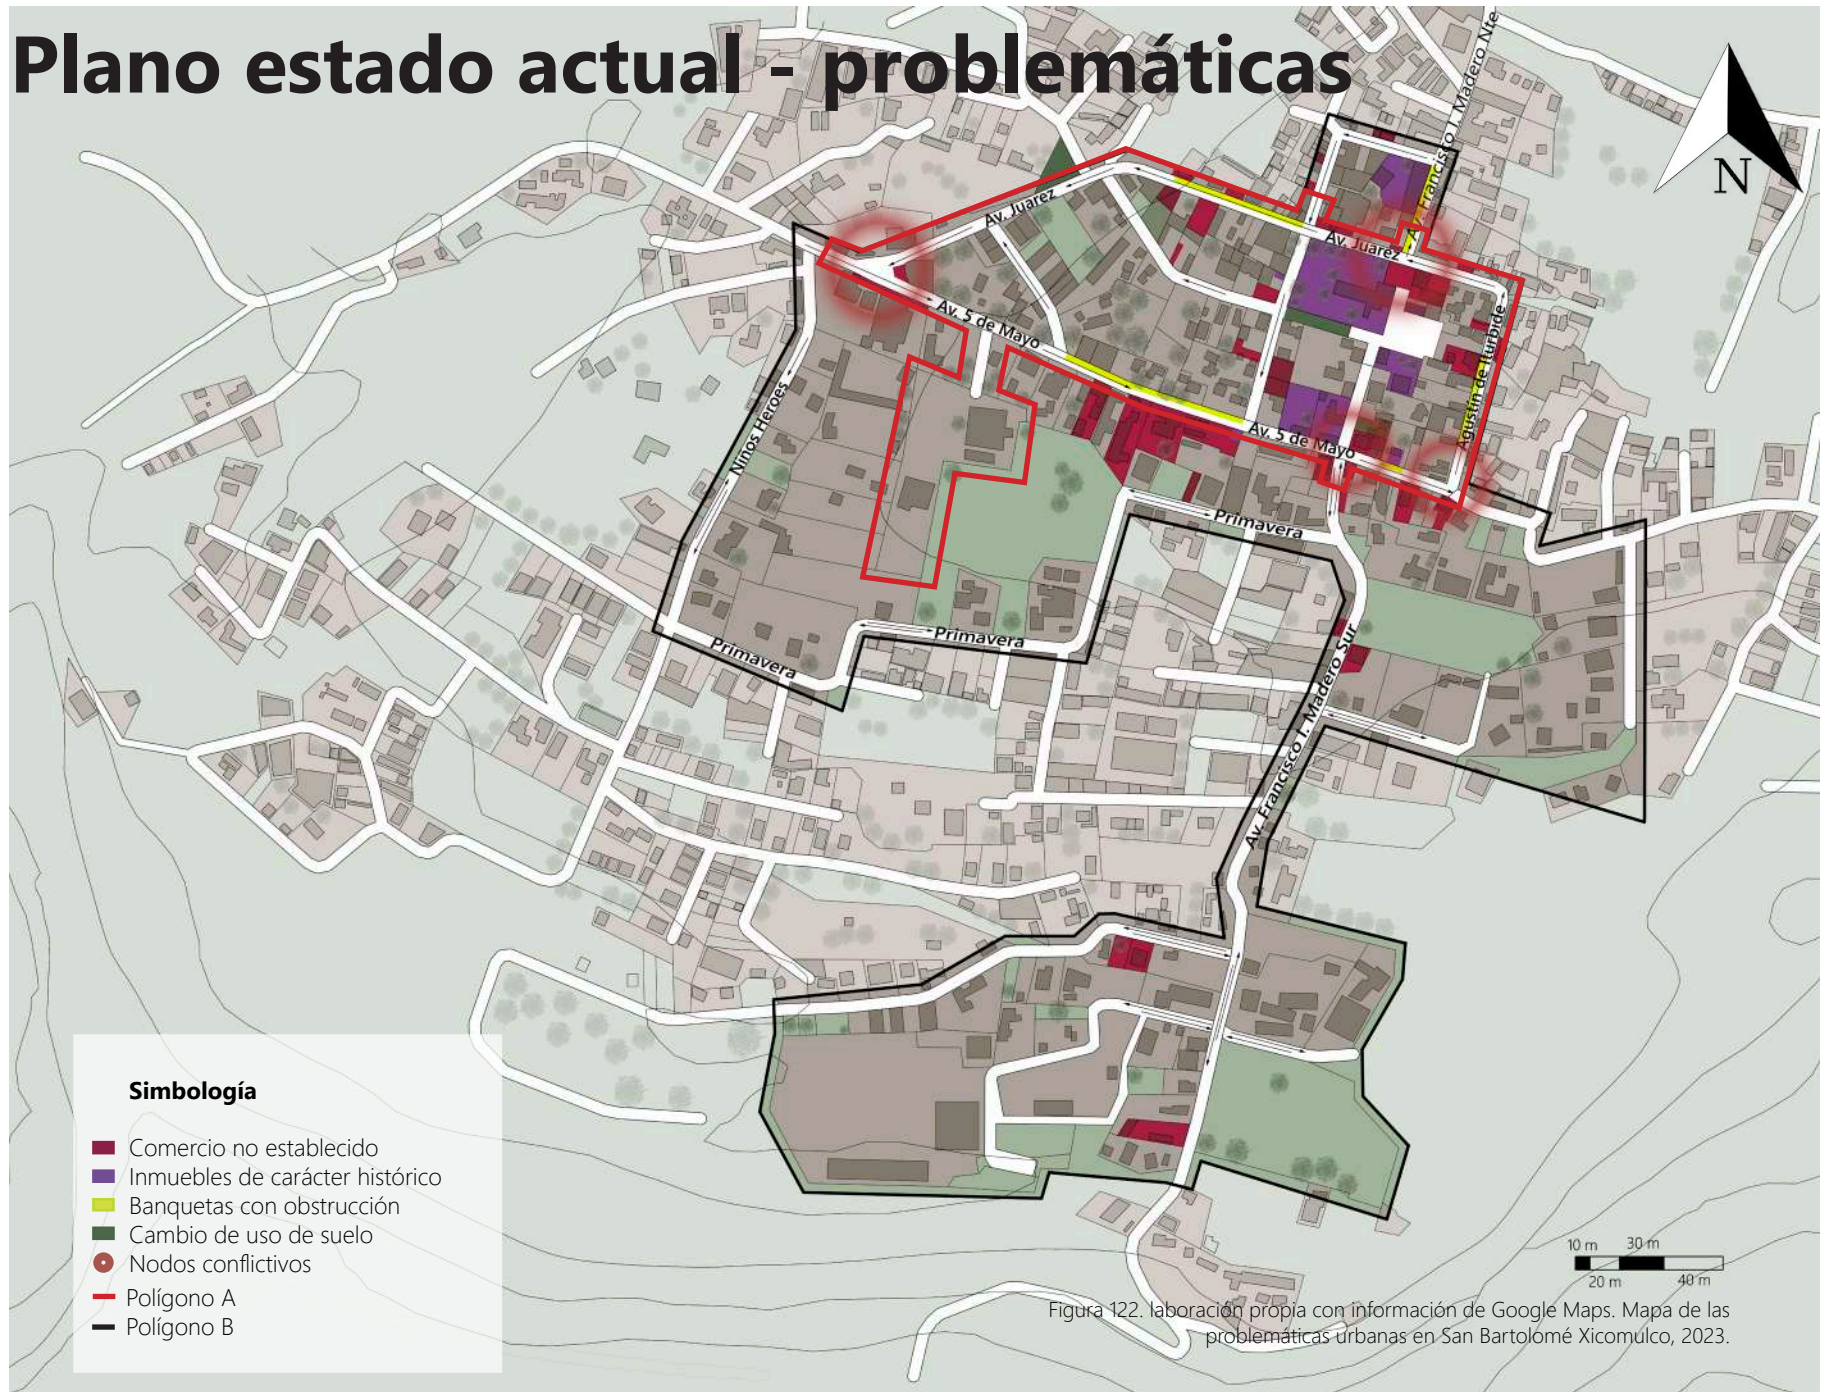 Plano estado actual - problemáticas
Av. Francisco I. Madero Nte
N
Av. Juarez
Av. Juarez
Av. 5 de Mayo
Agustín de Iturbide
Ninos Heroes
Av. 5 de Mayo
Primavera
Primavera
Primavera
Av. Francisco I. Madero Sur
Simbología
Comercio no establecido
Inmuebles de carácter histórico
Banquetas con obstrucción
Cambio de uso de suelo
Nodos conflictivos
Polígono A
Polígono B
10 m 30 m
20 m 40 m
Figura 122. laboración propia con información de Google Maps. Mapa de las
problemáticas urbanas en San Bartolomé Xicomulco, 2023.